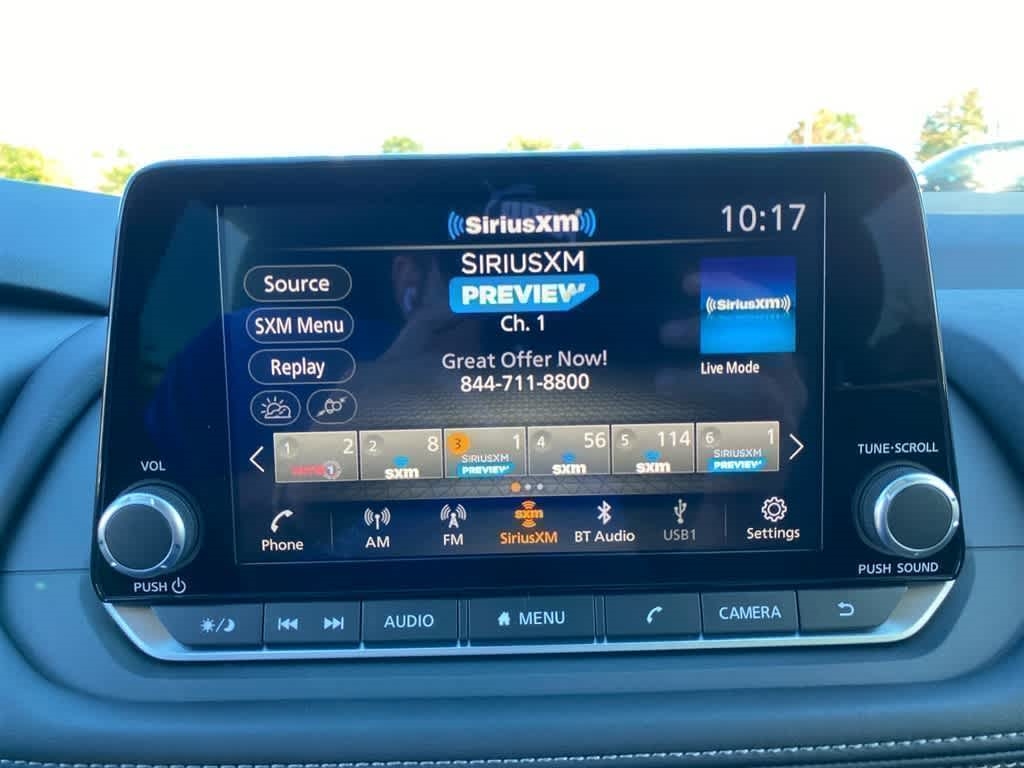 SiriusXM
10:17
SIRIUSXM
PREVIEW
Ch. 1
Source
SXM Menu
Replay
Great Offer Now!
844-711-8800
SiriusXM
Live Mode
1 2
2 8 sxm
3 1 SIRIUSXM PREVIEW
4 56 sxm
5 114 sxm
6 1 SIRIUSXM PREVIEW
Phone
AM
FM
sxm
SiriusXM
BT Audio
USB1
Settings
VOL
PUSH
TUNE·SCROLL
PUSH SOUND
AUDIO
MENU
CAMERA